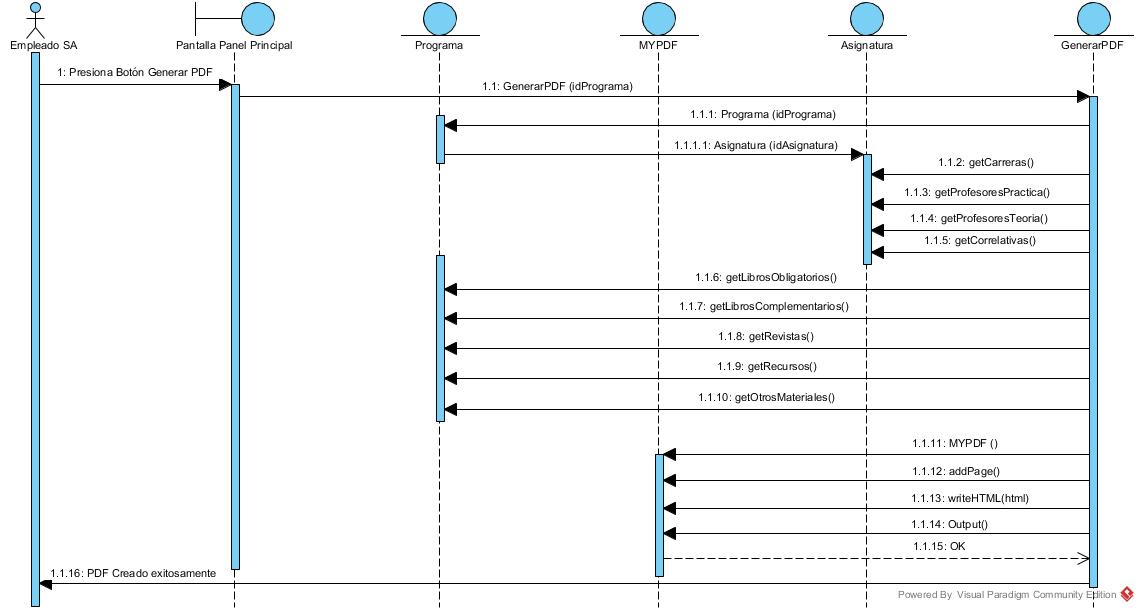 Empleado SA
Pantalla Panel Principal
Programa
MYPDF
Asignatura
GenerarPDF
1: Presiona Botón Generar PDF
1.1: GenerarPDF (idPrograma)
1.1.1: Programa (idPrograma)
1.1.1.1: Asignatura (idAsignatura)
1.1.2: getCarreras()
1.1.3: getProfesoresPractica()
1.1.4: getProfesoresTeoria()
1.1.5: getCorrelativas()
1.1.6: getLibrosObligatorios()
1.1.7: getLibrosComplementarios()
1.1.8: getRevistas()
1.1.9: getRecursos()
1.1.10: getOtrosMateriales()
1.1.11: MYPDF ()
1.1.12: addPage()
1.1.13: writeHTML(html)
1.1.14: Output()
1.1.15: OK
1.1.16: PDF Creado exitosamente
Powered By Visual Paradigm Community Edition